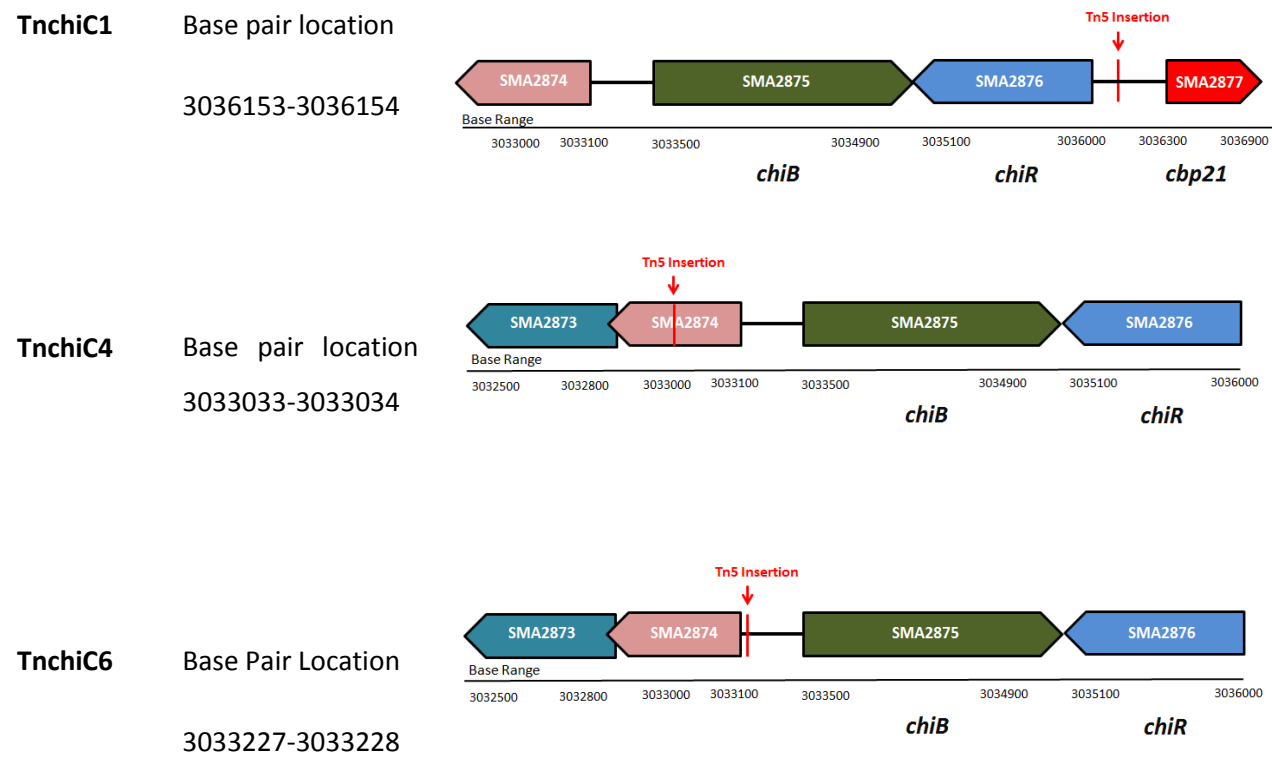 Tn5 Insertion
TnchiC1 Base pair location
SMA2874 SMA2875 SMA2876 SMA2877
3036153-3036154
Base Range
3033000 3033100 3033500 3034900 3035100 3036000 3036300 3036900
chiB chiR cbp21
Tn5 Insertion
SMA2873 SMA2874 SMA2875 SMA2876
TnchiC4 Base pair location
Base Range
3032500 3032800 3033000 3033100 3033500 3034900 3035100 3036000
3033033-3033034
chiB chiR
Tn5 Insertion
SMA2873 SMA2874 SMA2875 SMA2876
TnchiC6 Base Pair Location
Base Range
3032500 3032800 3033000 3033100 3033500 3034900 3035100 3036000
chiB chiR
3033227-3033228